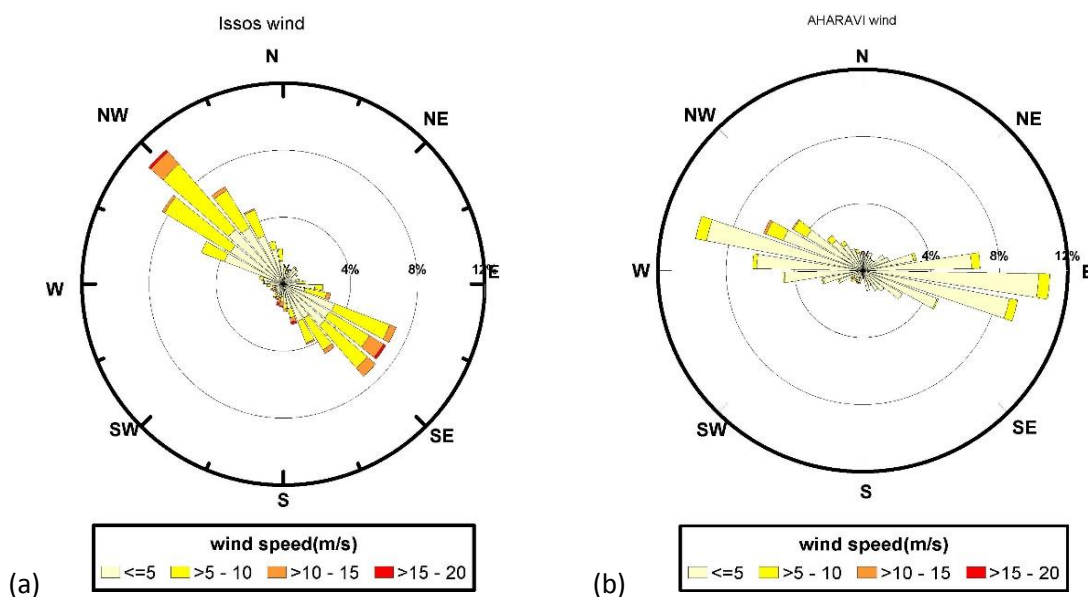 Issos wind
N
NW
NE
W
4% 8% 12% E
SW
SE
S
wind speed(m/s)
<=5 >5 - 10 >10 - 15 >15 - 20
(a)
AHARAVI wind
N
NW
NE
W
4% 8% 12% E
SW
SE
S
wind speed(m/s)
<=5 >5 - 10 >10 - 15 >15 - 20
(b)